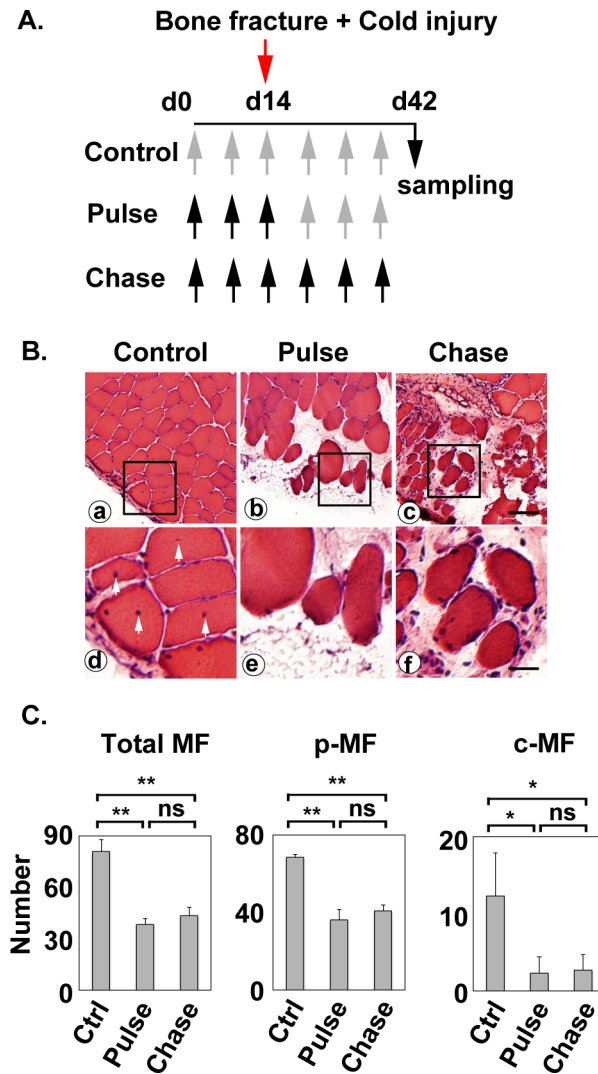 A.
Bone fracture + Cold injury
d0 d14 d42
Control
sampling
Pulse
Chase
B.
Control Pulse Chase
a b c
d e f
C.
Total MF p-MF c-MF
** ** *
** ns ** ns * ns
Number
90
60
30
0
80
40
0
20
10
0
Ctrl Pulse Chase Ctrl Pulse Chase Ctrl Pulse Chase